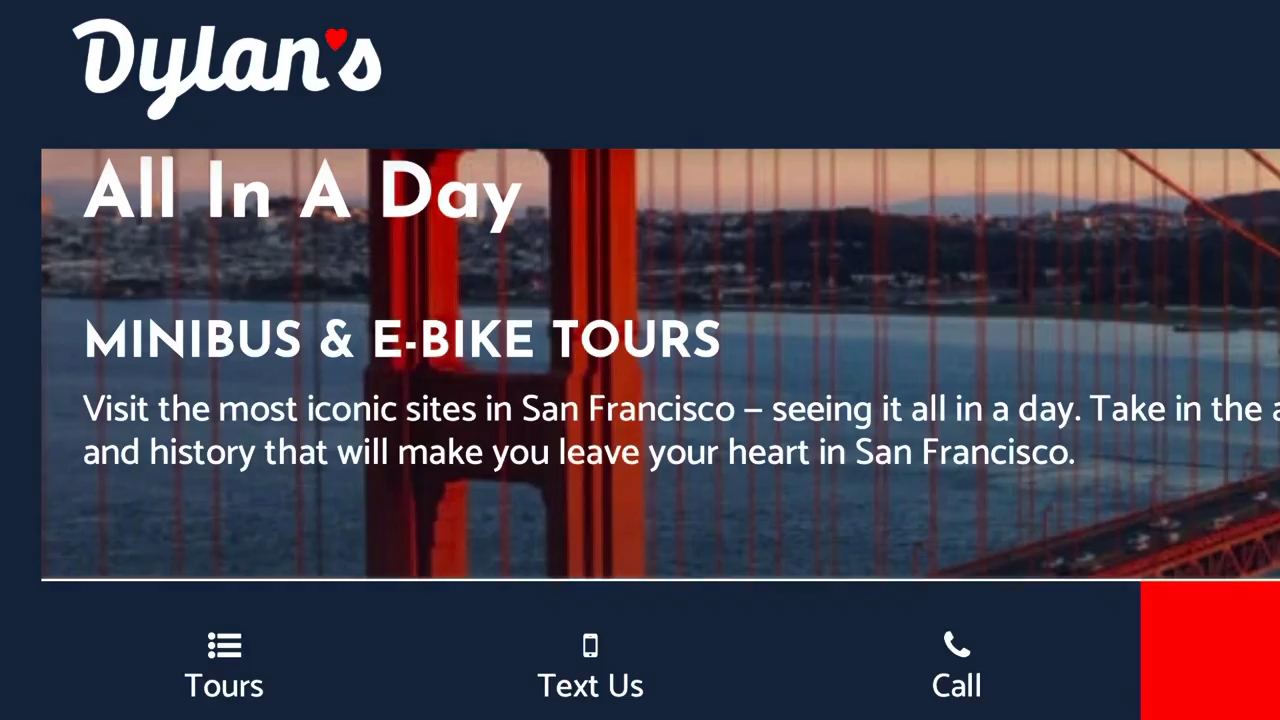 Dylan's
All In A Day
MINIBUS & E-BIKE TOURS
Visit the most iconic sites in San Francisco – seeing it all in a day. Take in the
and history that will make you leave your heart in San Francisco.
Tours
Text Us
Call